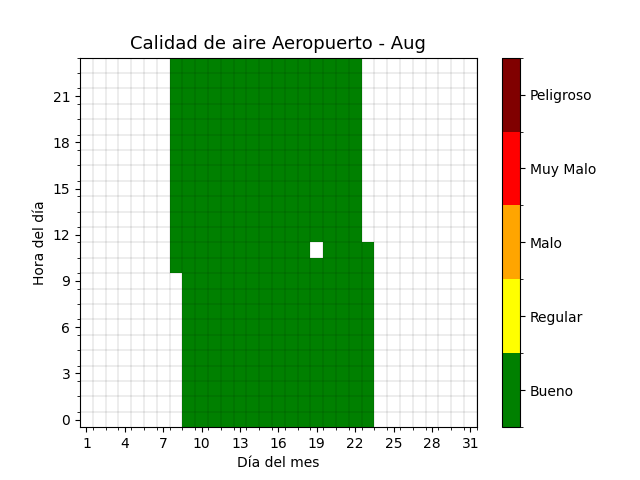 Calidad de aire Aeropuerto - Aug
21
18
15
12
9
6
3
0
Hora del día
1 4 7 10 13 16 19 22 25 28 31
Día del mes
Peligroso
Muy Malo
Malo
Regular
Bueno